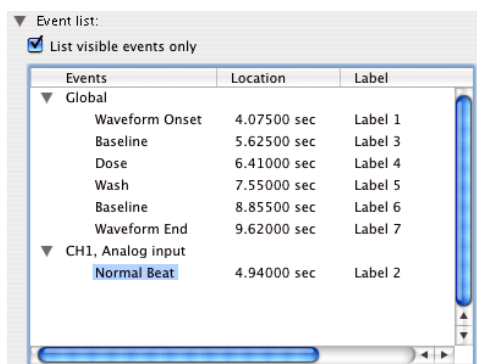 Event list:
List visible events only
Events Location Label
Global
Waveform Onset 4.07500 sec Label 1
Baseline 5.62500 sec Label 3
Dose 6.41000 sec Label 4
Wash 7.55000 sec Label 5
Baseline 8.85500 sec Label 6
Waveform End 9.62000 sec Label 7
CH1, Analog input
Normal Beat 4.94000 sec Label 2